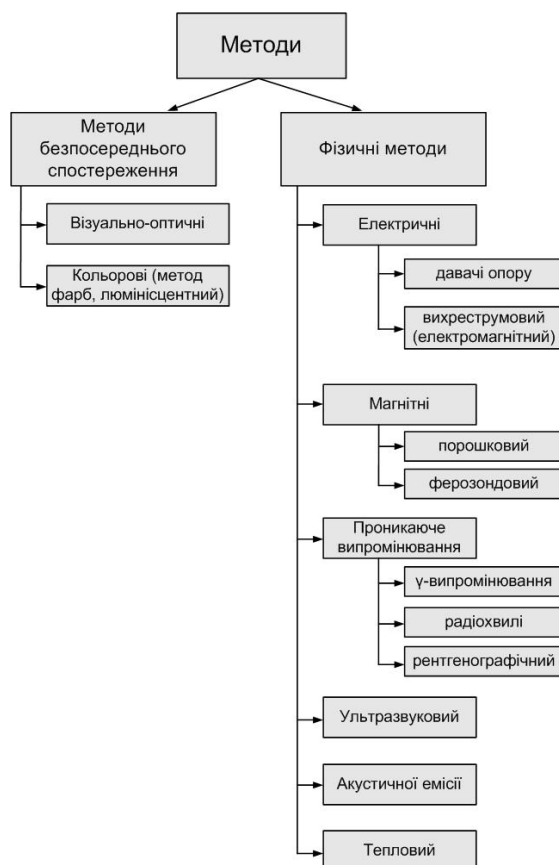 Методи
Методи
безпосереднього
спостереження
Візуально-оптичні
Кольорові (метод
фарб, люмінісцентний)
Фізичні методи
Електричні
давачі опору
вихреструмовий
(електромагнітний)
Магнітні
порошковий
ферозондовий
Проникаюче
випромінювання
γ-випромінювання
радіохвилі
рентгенографічний
Ультразвуковий
Акустичної емісії
Тепловий